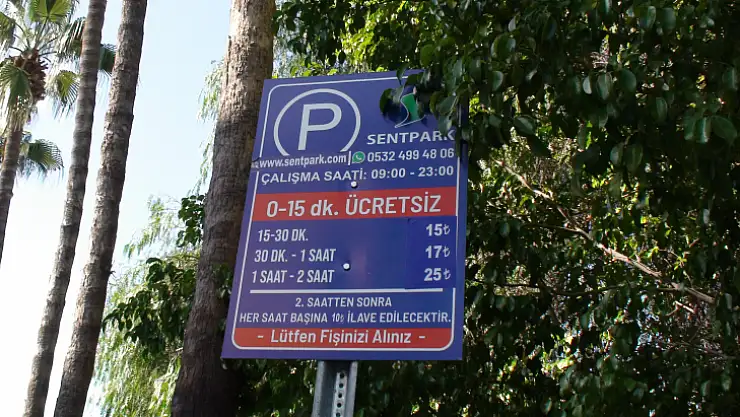 P
SENTPARK
www.sentpark.com 0532 499 48 06
ÇALIŞMA SAATİ: 09:00 - 23:00
0-15 dk. ÜCRETSİZ
15-30 DK. 15₺
30 DK. - 1 SAAT 17₺
1 SAAT - 2 SAAT 25₺
2. SAATTEN SONRA
HER SAAT BAŞINA 10₺ İLAVE EDİLECEKTİR.
- Lütfen Fişinizi Alınız -